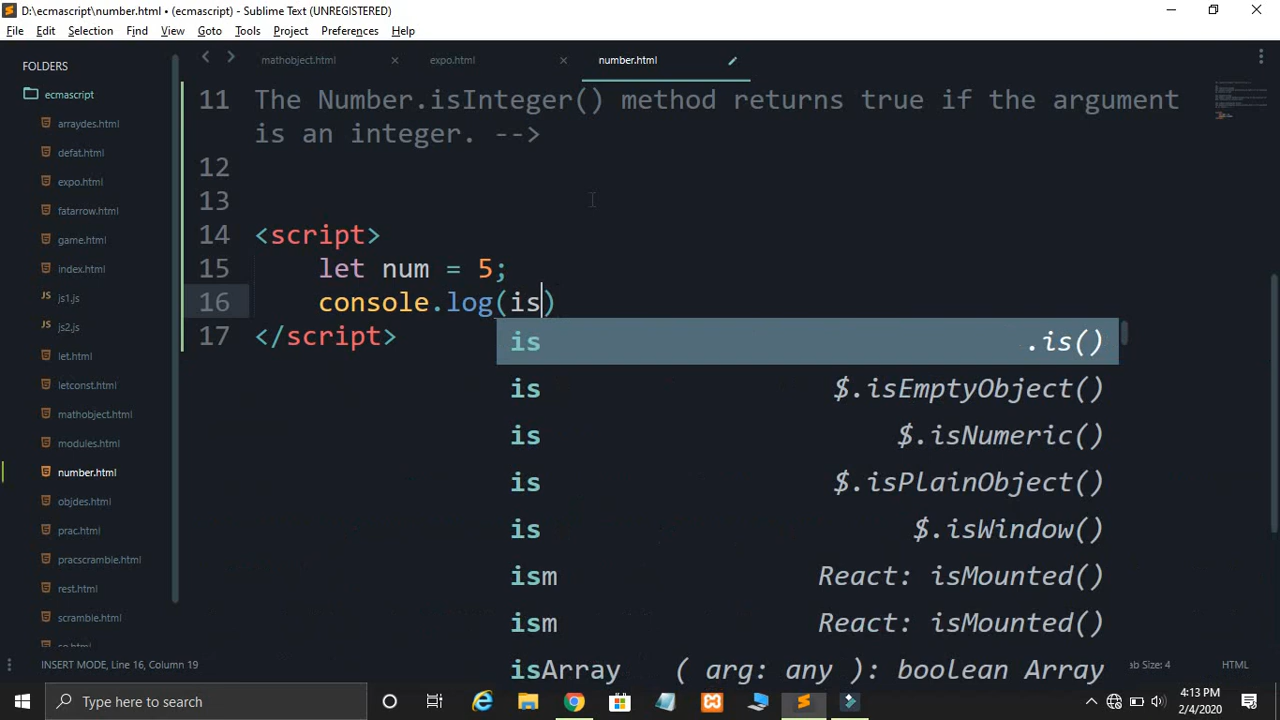 D:\ecmascript\number.html • (ecmascript) - Sublime Text (UNREGISTERED)
File Edit Selection Find View Goto Tools Project Preferences Help
FOLDERS
ecmascript
arraydes.html
defat.html
expo.html
fatarrow.html
game.html
index.html
JS js1.js
JS js2.js
let.html
letconst.html
mathobject.html
modules.html
number.html
objdes.html
prac.html
pracscramble.html
rest.html
scramble.html
mathobject.html expo.html number.html
11 The Number.isInteger() method returns true if the argument
is an integer. -->
12
13
14 <script>
15 let num = 5;
16 console.log(is)
17 </script>
is .is()
is $.isEmptyObject()
is $.isNumeric()
is $.isPlainObject()
is $.isWindow()
ism React: isMounted()
ism React: isMounted()
isArray ( arg: any ): boolean Array
INSERT MODE, Line 16, Column 19
ab Size: 4 HTML
Type here to search
4:13 PM
2/4/2020